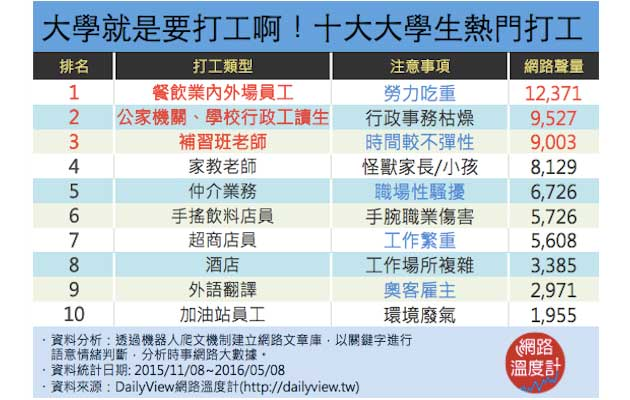 大學就是要打工啊！十大大學生熱門打工
排名 打工類型 注意事項 網路聲量
1 餐飲業內外場員工 勞力吃重 12,371
2 公家機關、學校行政工讀生 行政事務枯燥 9,527
3 補習班老師 時間較不彈性 9,003
4 家教老師 怪獸家長/小孩 8,129
5 仲介業務 職場性騷擾 6,726
6 手搖飲料店員 手腕職業傷害 5,726
7 超商店員 工作繁重 5,608
8 酒店 工作場所複雜 3,385
9 外語翻譯 奧客雇主 2,971
10 加油站員工 環境廢氣 1,955
·資料分析：透過機器人爬文機制建立網路文章庫，以關鍵字進行
語意情緒判斷，分析時事網路大數據。
·資料統計日期: 2015/11/08~2016/05/08
·資料來源：DailyView網路溫度計(http://dailyview.tw)
網路
溫度計